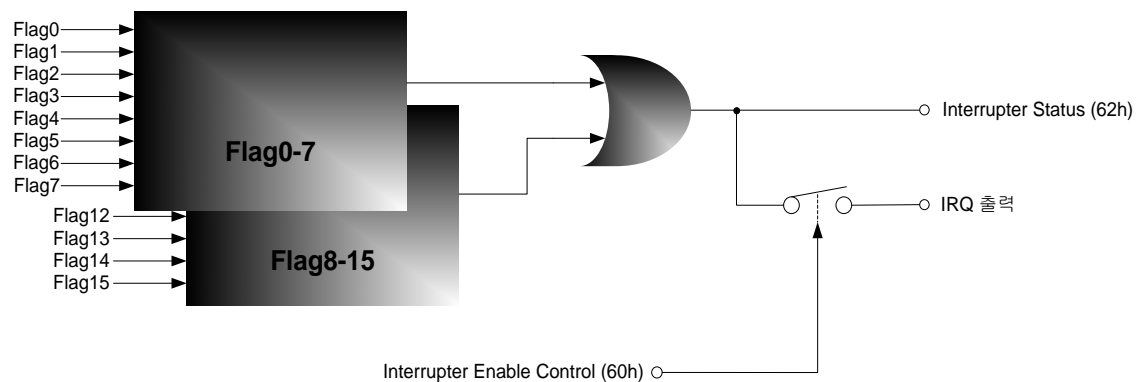 Flag0
Flag1
Flag2
Flag3
Flag4
Flag5
Flag6
Flag7
Flag0-7
Flag12
Flag13
Flag14
Flag15
Flag8-15
Interrupter Status (62h)
IRQ 출력
Interrupter Enable Control (60h)